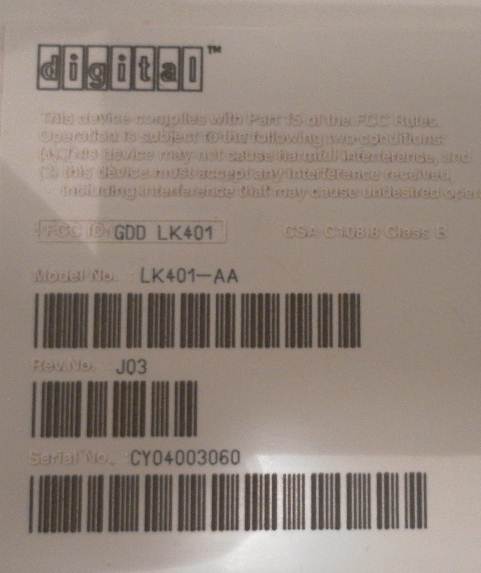 digital™
This device complies with Part 15 of the FCC Rules.
Operation is subject to the following two conditions:
(1) This device may not cause harmful interference, and
(2) this device must accept any interference received,
including interference that may cause undesired oper
FCC ID: GDD LK401 CSA C108.8 Class B
Model No. LK401-AA
Rev.No. J03
Serial No. CY04003060